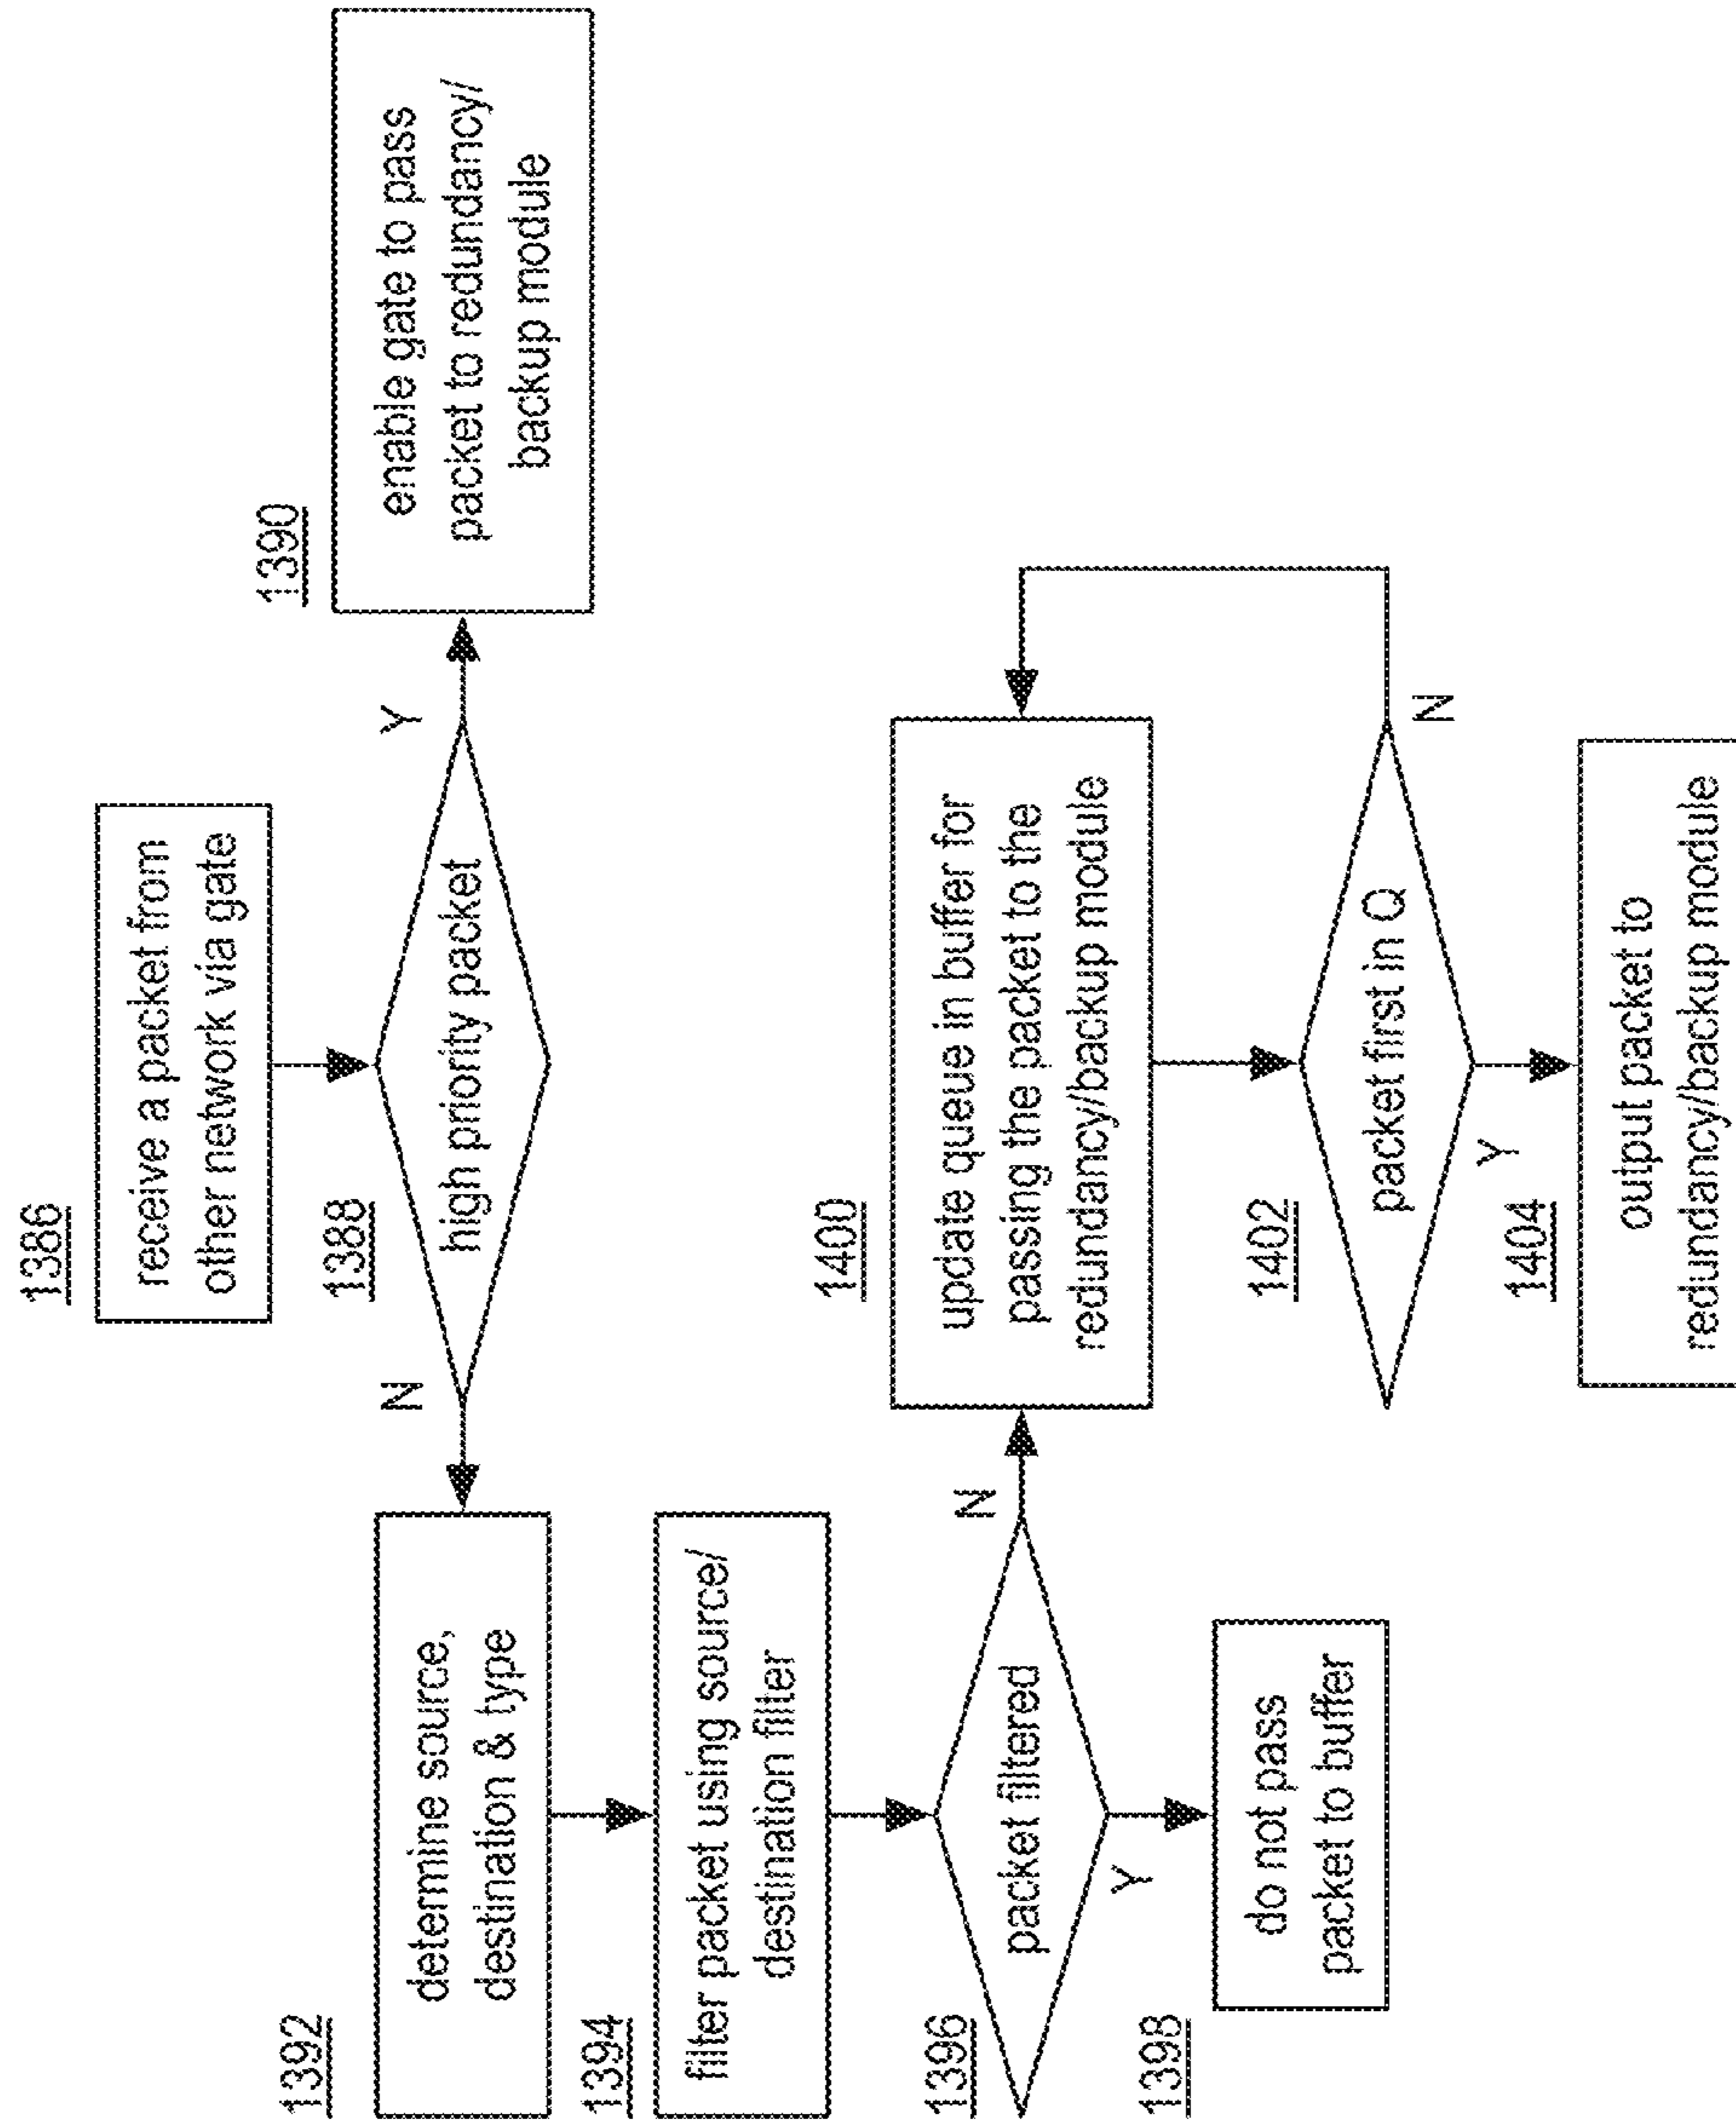 1386
receive a packet from
other network via gate
1388
high priority packet
Y
N
1390
enable gate to pass
packet to redundancy/
backup module
1392
determine source,
destination & type
1394
filter packet using source/
destination filter
1396
packet filtered
N
Y
1398
do not pass
packet to buffer
1400
update queue in buffer for
passing the packet to the
redundancy/backup module
1402
packet first in Q
N
Y
1404
output packet to
redundancy/backup module